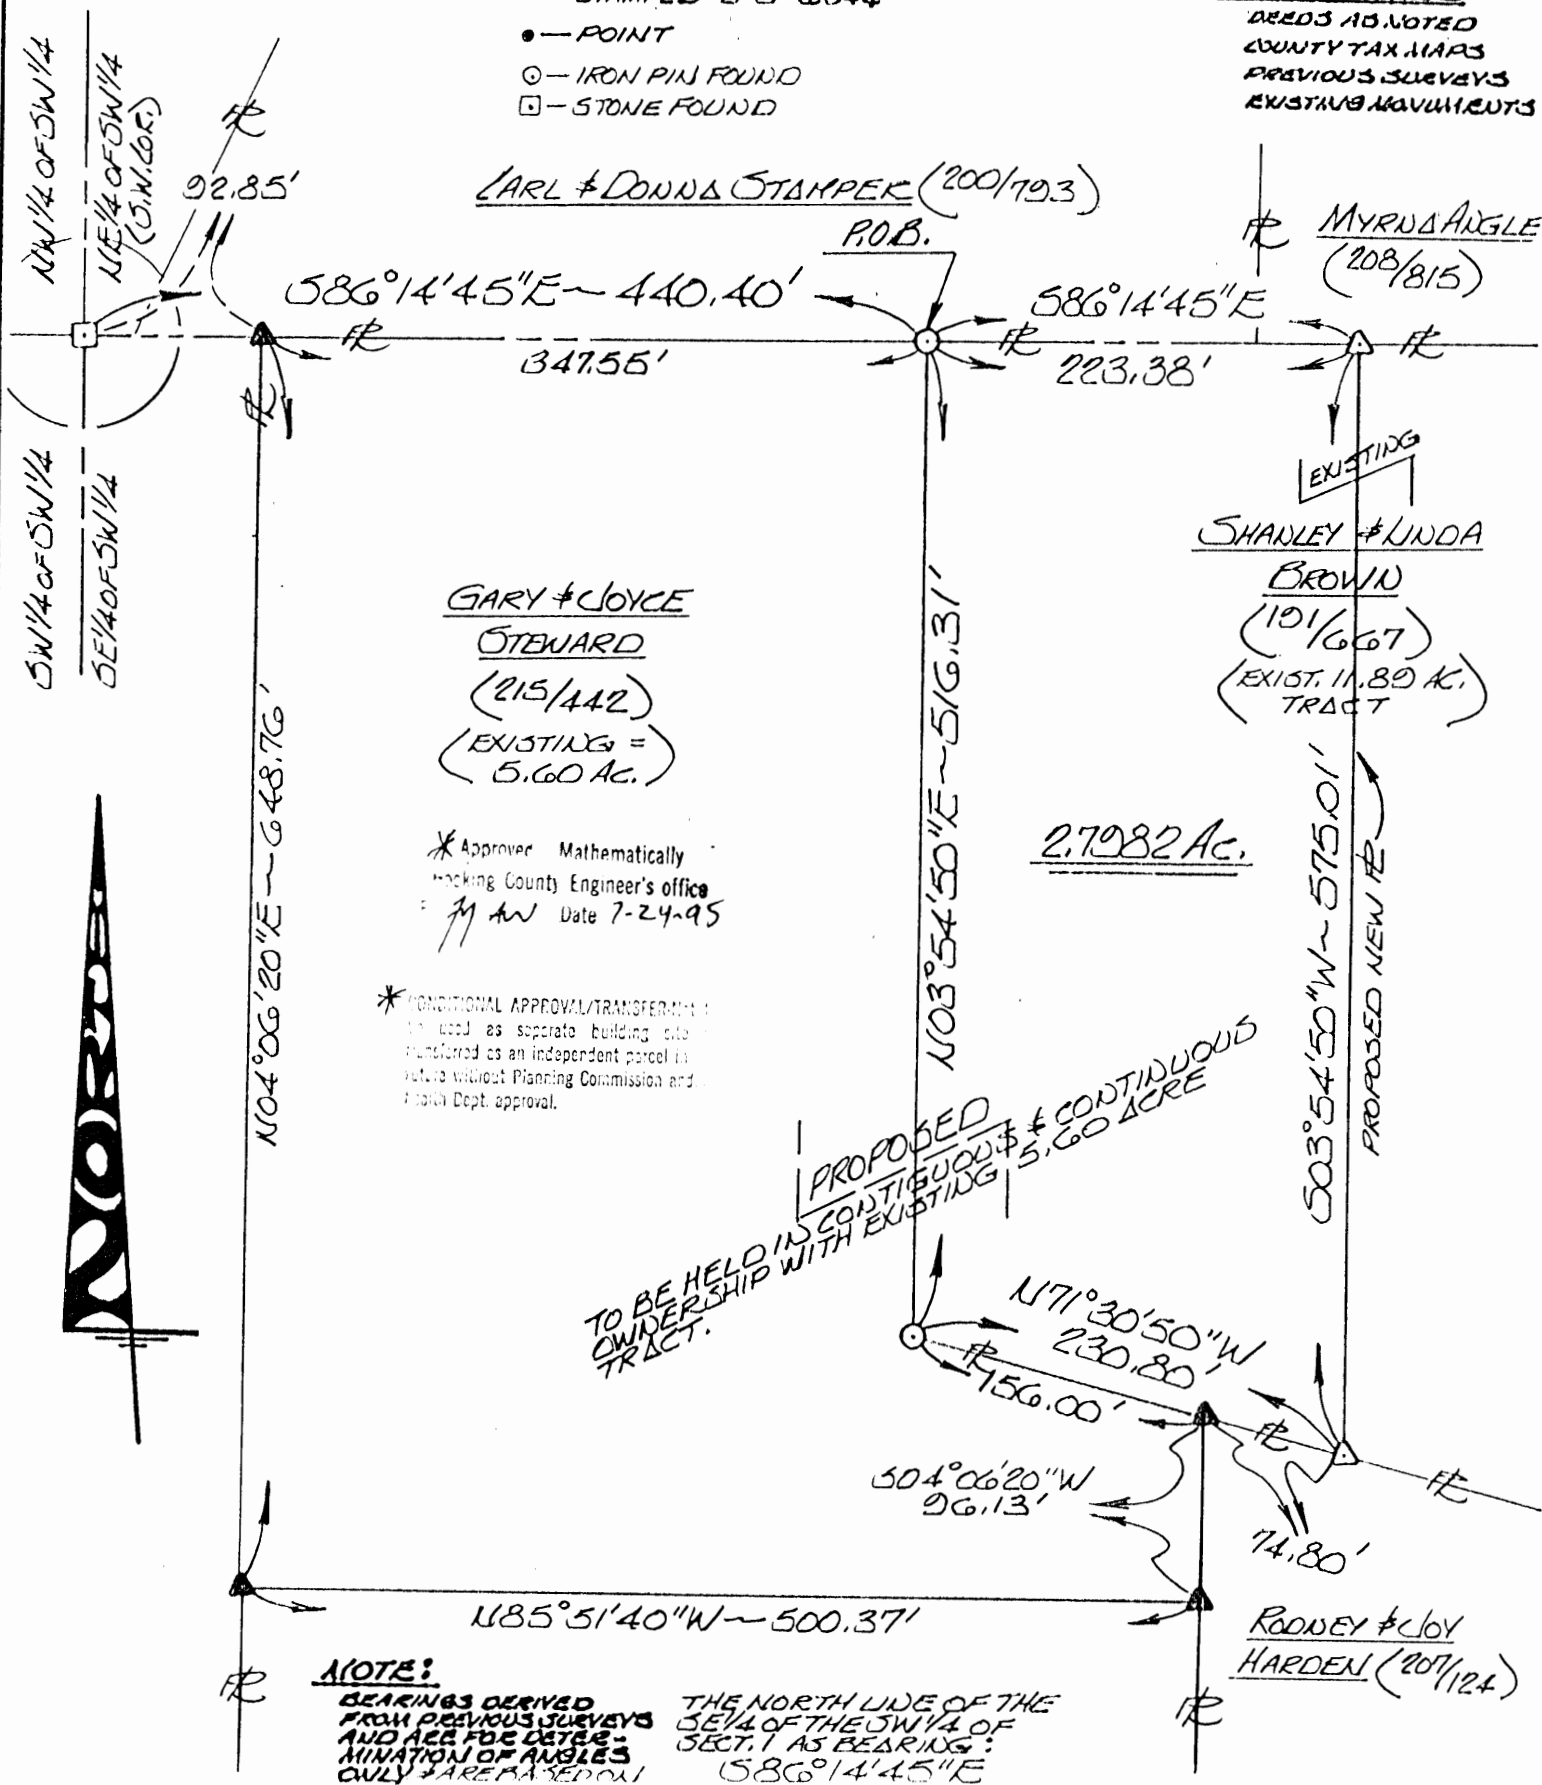 ●—POINT
⊙—IRON PIN FOUND
⊡—STONE FOUND
DEEDS AS NOTED
COUNTY TAX MAPS
PREVIOUS SURVEYS
EXISTING MONUMENTS
NW1/4 OF SW1/4
NE1/4 OF SW1/4
(S.W. COR.)
92.85'
CARL & DONNA STAMPER (200/793)
P.O.B.
MYRNA ANGLE
(208/815)
S86°14'45"E ~ 440.40'
S86°14'45"E
347.55'
223.38'
SW1/4 OF SW1/4
SE1/4 OF SW1/4
EXISTING
SHANLEY & LINDA
BROWN
(191/667)
(EXIST. 11.89 AC.
TRACT)
GARY & JOYCE
STEWARD
(215/442)
(EXISTING =
5.60 AC.)
N04°06'20"E ~ 648.76'
N03°54'50"E ~ 516.31'
2.7982 AC.
S03°54'50"W ~ 575.01'
PROPOSED NEW PL
* Approved Mathematically
Hocking County Engineer's office
Date 7-24-95
* CONDITIONAL APPROVAL/TRANSFER
used as separate building site
transferred as an independent parcel in
future without Planning Commission and
Health Dept. approval.
NORTH
PROPOSED
TO BE HELD IN CONTIGUOUS & CONTINUOUS
OWNERSHIP WITH EXISTING 5.60 ACRE
TRACT.
N71°30'50"W
230.80'
156.00'
S04°06'20"W
96.13'
74.80'
N85°51'40"W ~ 500.37'
RODNEY & JOY
HARDEN (207/124)
NOTE:
BEARINGS DERIVED
FROM PREVIOUS SURVEYS
AND ARE FOR DETER-
MINATION OF ANGLES
ONLY & ARE BASED ON
THE NORTH LINE OF THE
SE1/4 OF THE SW1/4 OF
SECT. 1 AS BEARING:
S86°14'45"E